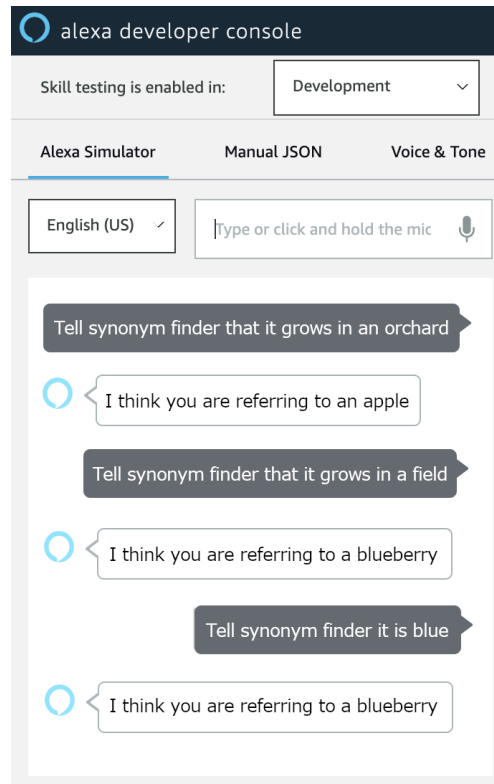 alexa developer console
Skill testing is enabled in: Development
Alexa Simulator Manual JSON Voice & Tone
English (US) Type or click and hold the mic
Tell synonym finder that it grows in an orchard
I think you are referring to an apple
Tell synonym finder that it grows in a field
I think you are referring to a blueberry
Tell synonym finder it is blue
I think you are referring to a blueberry